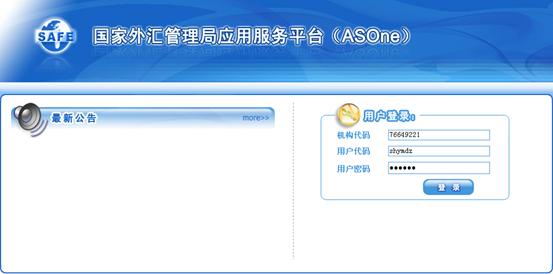 SAFE
国家外汇管理局应用服务平台（ASOne）
最新公告
more>>
用户登录：
机构代码 76649221
用户代码 zhymdz
用户密码 ●●●●●●
登 录